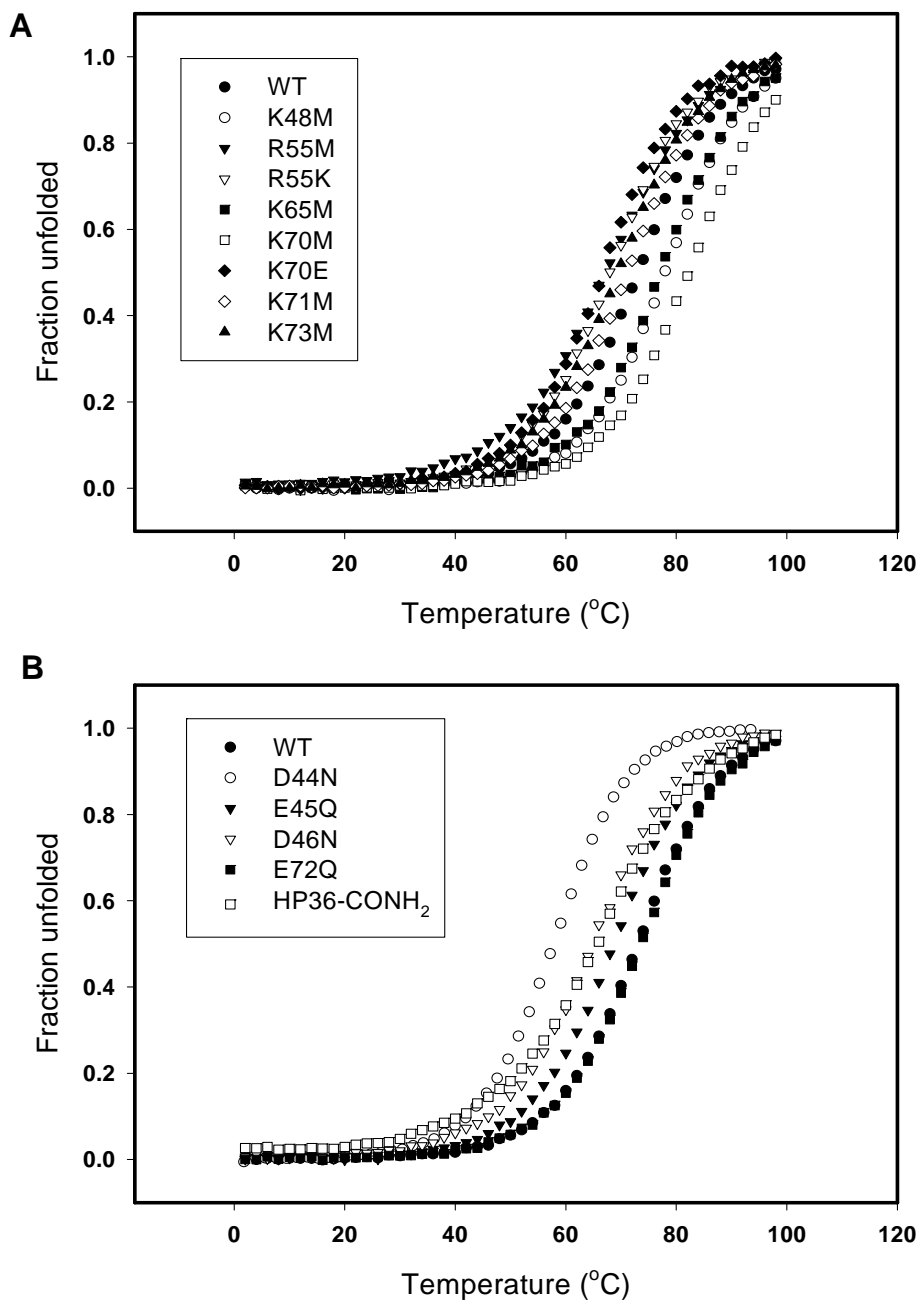 A
1.0
0.8
0.6
0.4
0.2
0.0
Fraction unfolded
WT
K48M
R55M
R55K
K65M
K70M
K70E
K71M
K73M
0 20 40 60 80 100 120
Temperature (°C)
B
1.0
0.8
0.6
0.4
0.2
0.0
Fraction unfolded
WT
D44N
E45Q
D46N
E72Q
HP36-CONH₂
0 20 40 60 80 100 120
Temperature (°C)